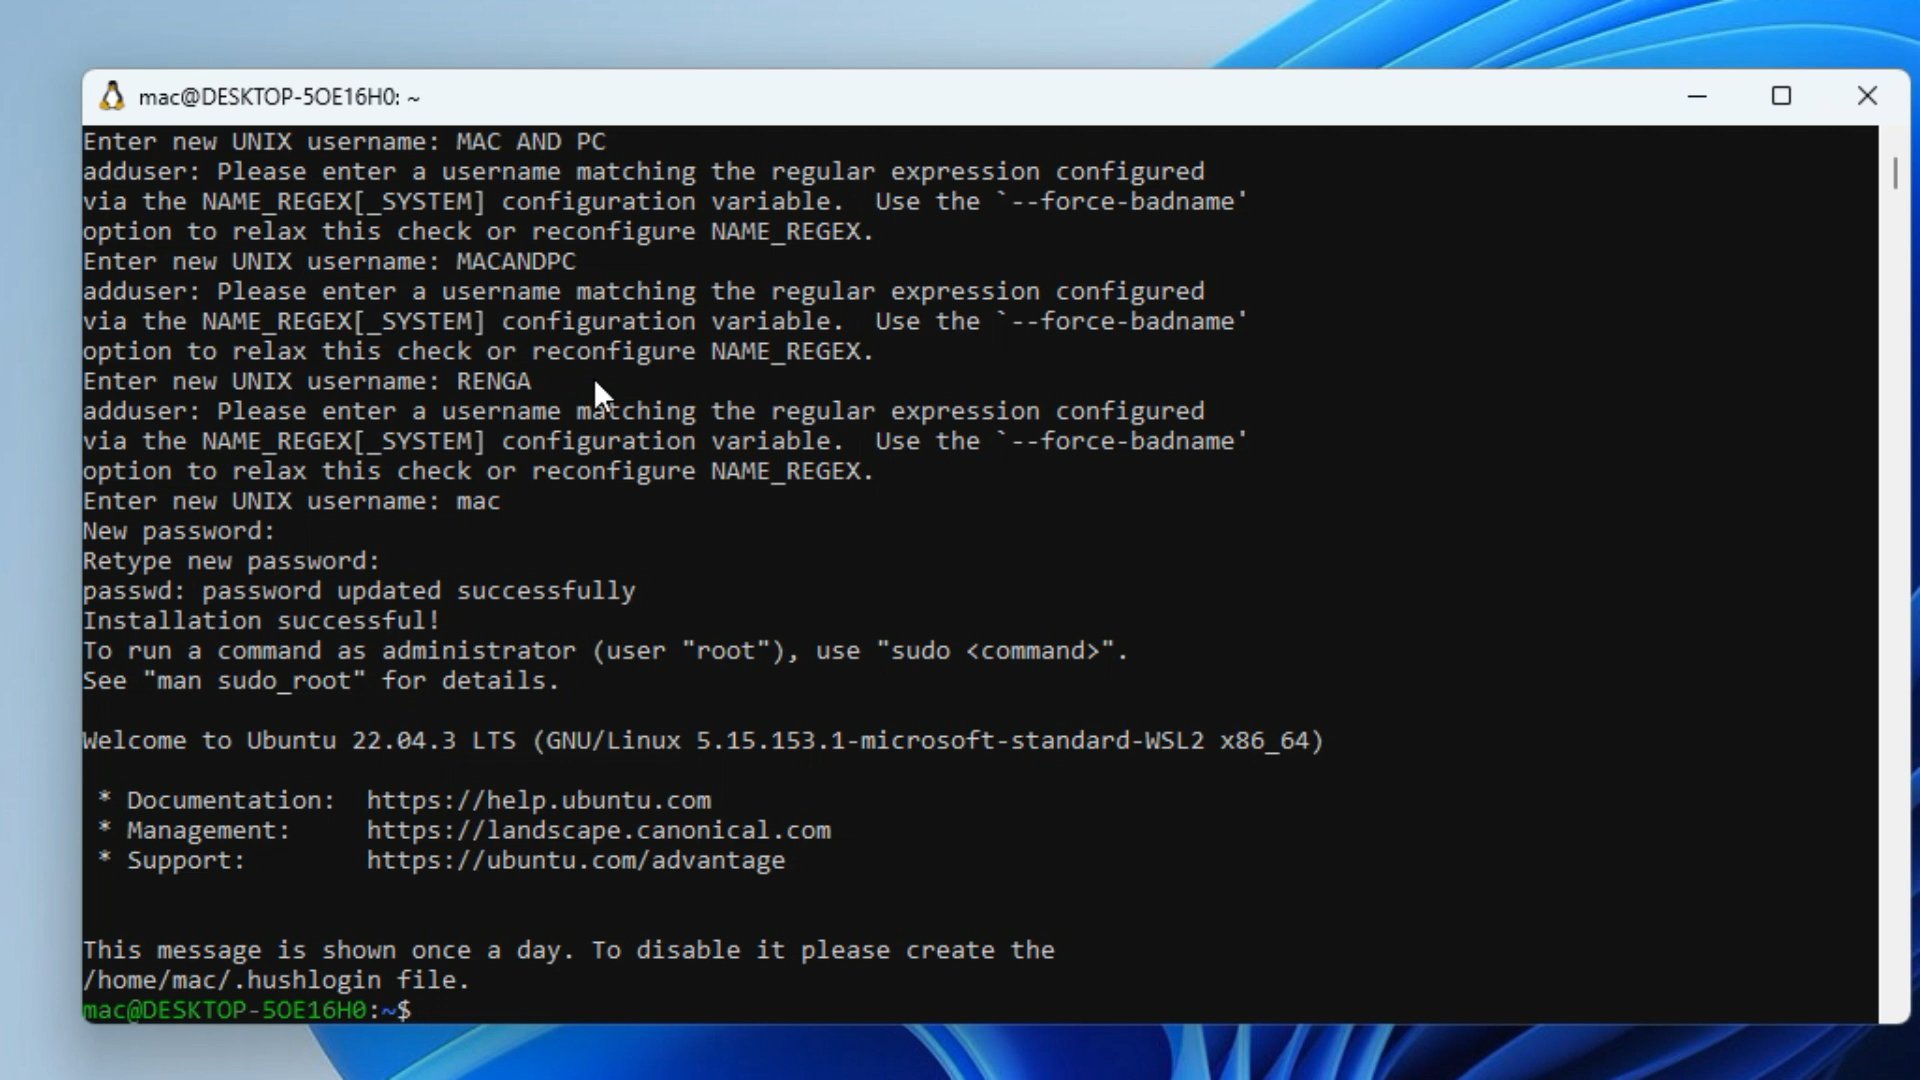 mac@DESKTOP-5OE16H0: ~
Enter new UNIX username: MAC AND PC
adduser: Please enter a username matching the regular expression configured
via the NAME_REGEX[_SYSTEM] configuration variable.  Use the `--force-badname'
option to relax this check or reconfigure NAME_REGEX.
Enter new UNIX username: MACANDPC
adduser: Please enter a username matching the regular expression configured
via the NAME_REGEX[_SYSTEM] configuration variable.  Use the `--force-badname'
option to relax this check or reconfigure NAME_REGEX.
Enter new UNIX username: RENGA
adduser: Please enter a username matching the regular expression configured
via the NAME_REGEX[_SYSTEM] configuration variable.  Use the `--force-badname'
option to relax this check or reconfigure NAME_REGEX.
Enter new UNIX username: mac
New password:
Retype new password:
passwd: password updated successfully
Installation successful!
To run a command as administrator (user "root"), use "sudo <command>".
See "man sudo_root" for details.
Welcome to Ubuntu 22.04.3 LTS (GNU/Linux 5.15.153.1-microsoft-standard-WSL2 x86_64)
* Documentation:  https://help.ubuntu.com
* Management:     https://landscape.canonical.com
* Support:        https://ubuntu.com/advantage
This message is shown once a day. To disable it please create the
/home/mac/.hushlogin file.
mac@DESKTOP-5OE16H0:~$